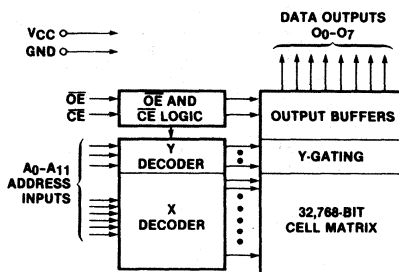 VCC
GND
DATA OUTPUTS
O0–O7
OE
CE
OE AND
CE LOGIC
OUTPUT BUFFERS
Y
DECODER
Y-GATING
A0–A11
ADDRESS
INPUTS
X
DECODER
32,768-BIT
CELL MATRIX